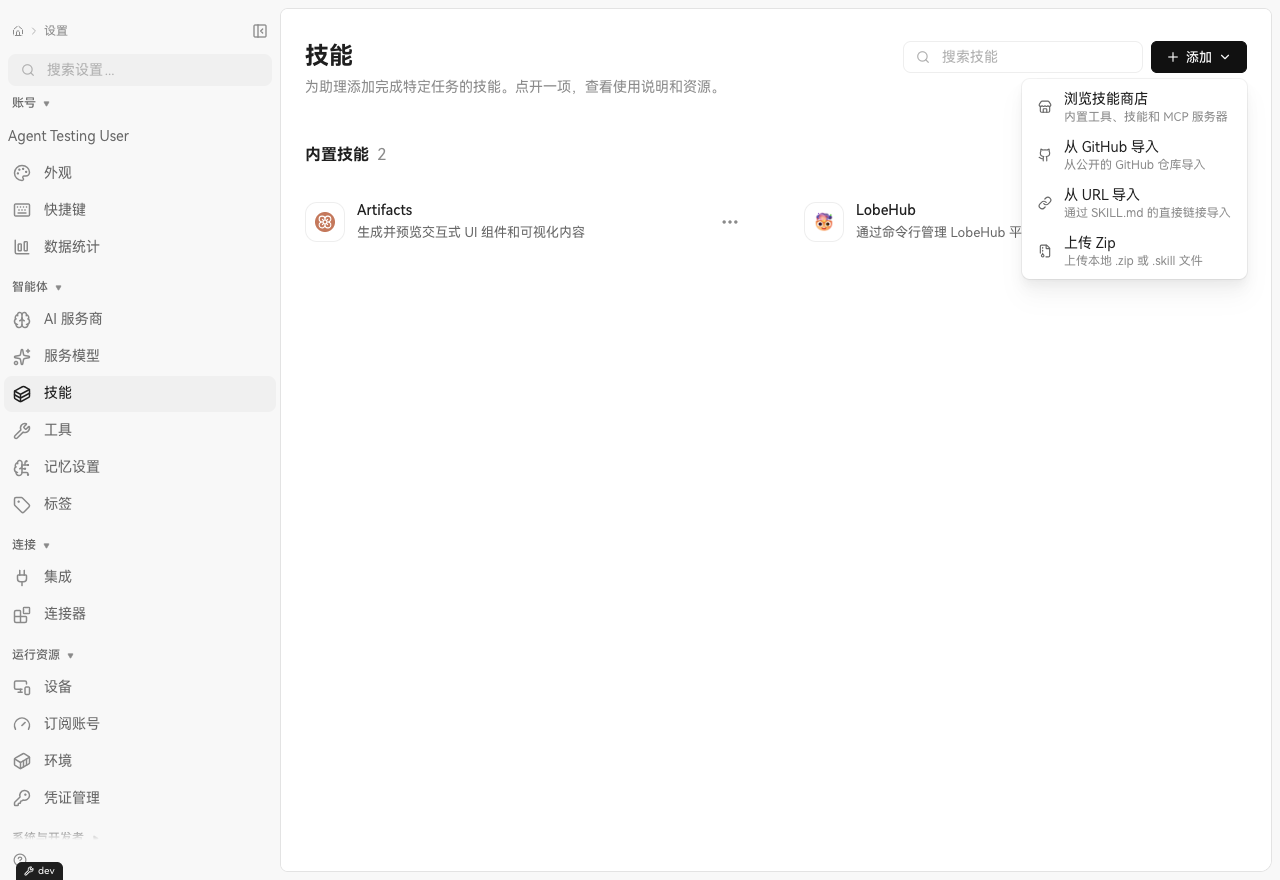 设置
搜索设置...
账号
Agent Testing User
外观
快捷键
数据统计
智能体
AI 服务商
服务模型
技能
工具
记忆设置
标签
连接
集成
连接器
运行资源
设备
订阅账号
环境
凭证管理
系统与开发者
dev
技能
为助理添加完成特定任务的技能。点开一项，查看使用说明和资源。
搜索技能
添加
浏览技能商店
内置工具、技能和 MCP 服务器
从 GitHub 导入
从公开的 GitHub 仓库导入
从 URL 导入
通过 SKILL.md 的直接链接导入
上传 Zip
上传本地 .zip 或 .skill 文件
内置技能 2
Artifacts
生成并预览交互式 UI 组件和可视化内容
LobeHub
通过命令行管理 LobeHub 平